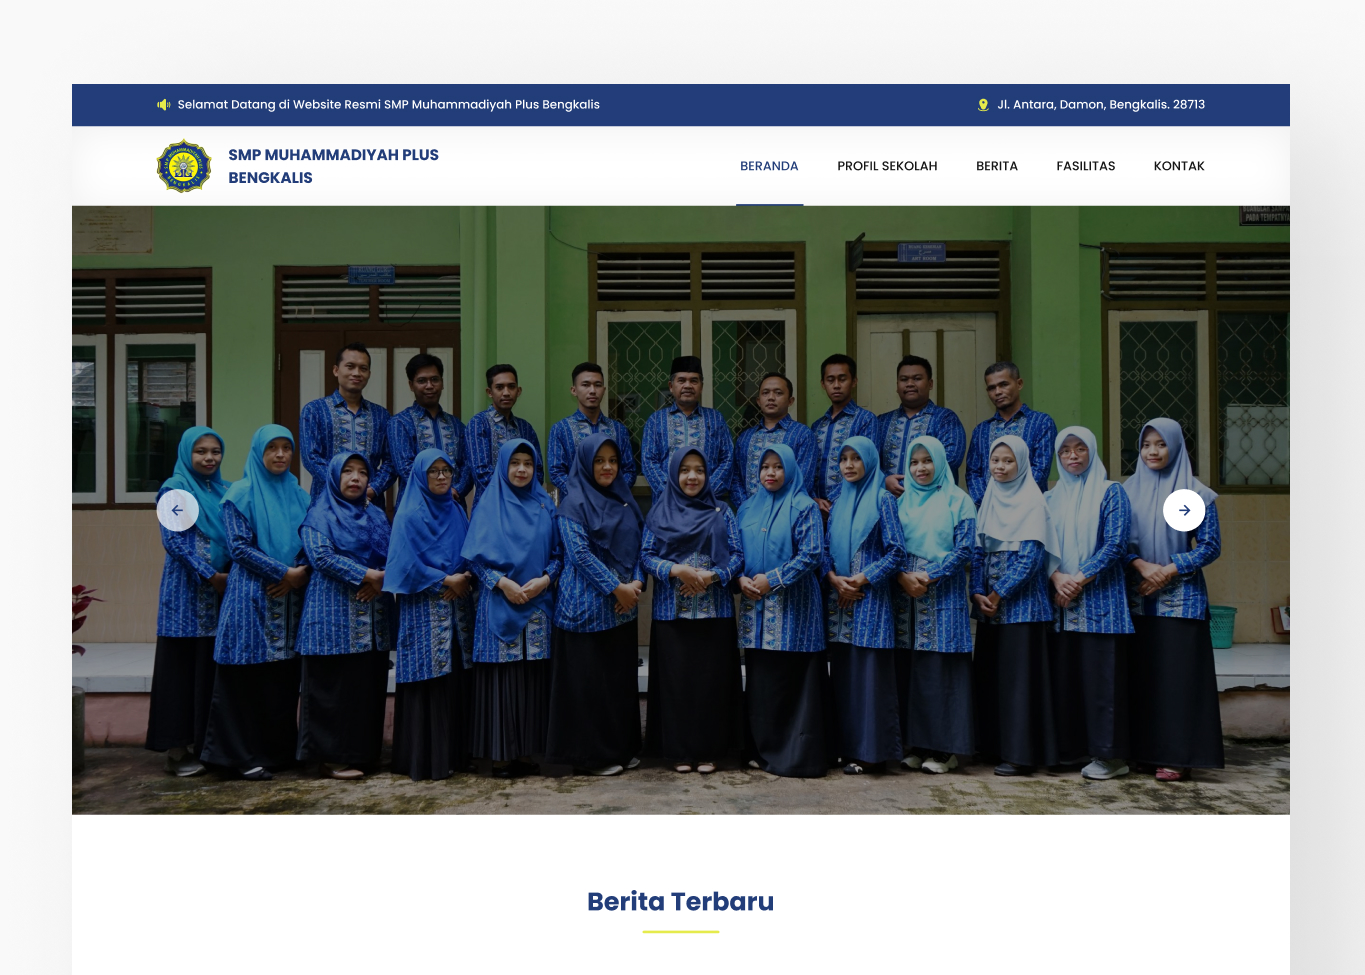 Selamat Datang di Website Resmi SMP Muhammadiyah Plus Bengkalis
Jl. Antara, Damon, Bengkalis. 28713
SMP MUHAMMADIYAH PLUS
BENGKALIS
BERANDA
PROFIL SEKOLAH
BERITA
FASILITAS
KONTAK
Berita Terbaru